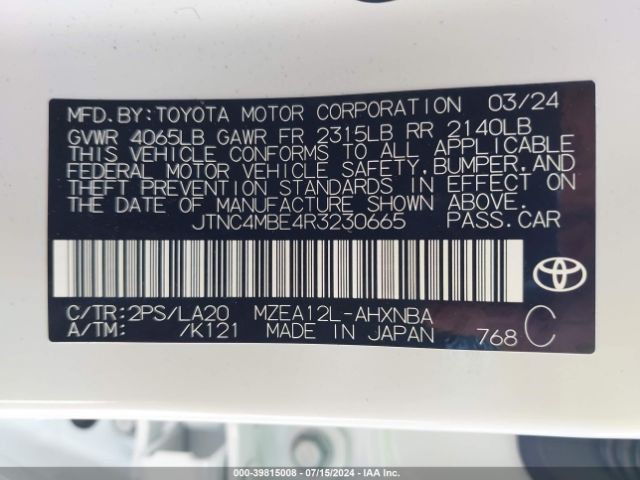 MFD.BY:TOYOTA MOTOR CORPORATION 03/24
GVWR 4065LB GAWR FR 2315LB RR 2140LB
THIS VEHICLE CONFORMS TO ALL APPLICABLE
FEDERAL MOTOR VEHICLE SAFETY,BUMPER,AND
THEFT PREVENTION STANDARDS IN EFFECT ON
THE DATE OF MANUFACTURE SHOWN ABOVE.
JTNC4MBE4R3230665 PASS.CAR
C/TR:2PS/LA20 MZEA12L-AHXNBA
A/TM: /K121 MADE IN JAPAN 768 C
000-39815008 - 07/15/2024 - IAA Inc.